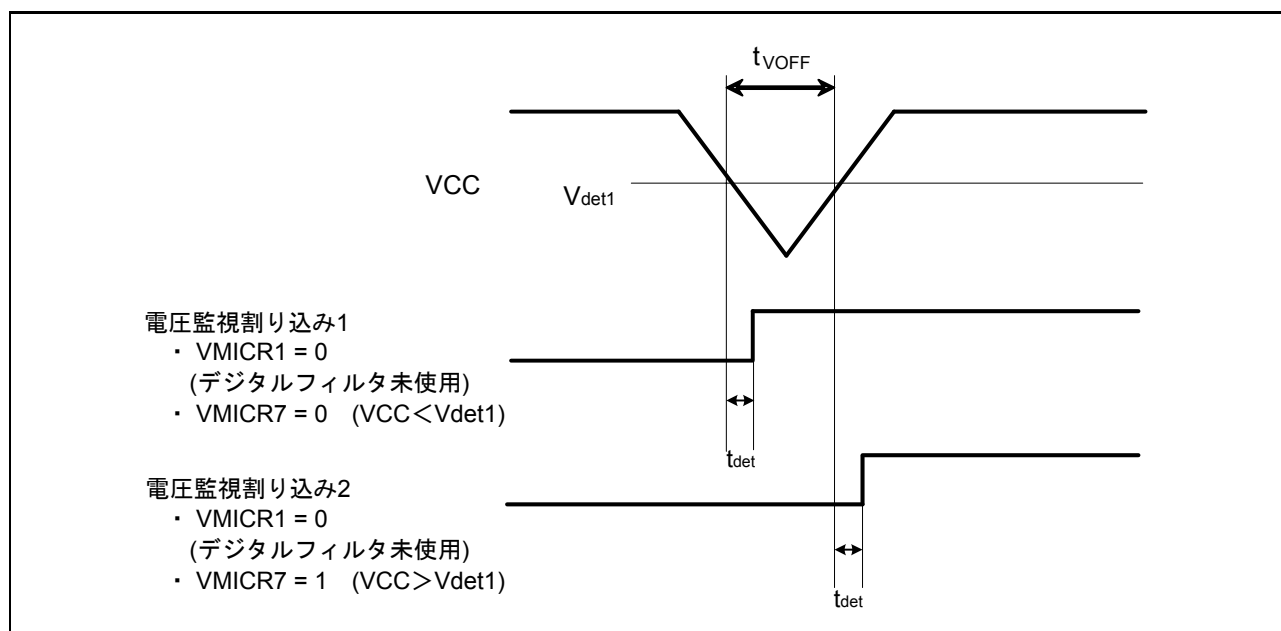 tVOFF
VCC
Vdet1
電圧監視割り込み1
・ VMICR1 = 0
(デジタルフィルタ未使用)
・ VMICR7 = 0 (VCC<Vdet1)
tdet
電圧監視割り込み2
・ VMICR1 = 0
(デジタルフィルタ未使用)
・ VMICR7 = 1 (VCC>Vdet1)
tdet